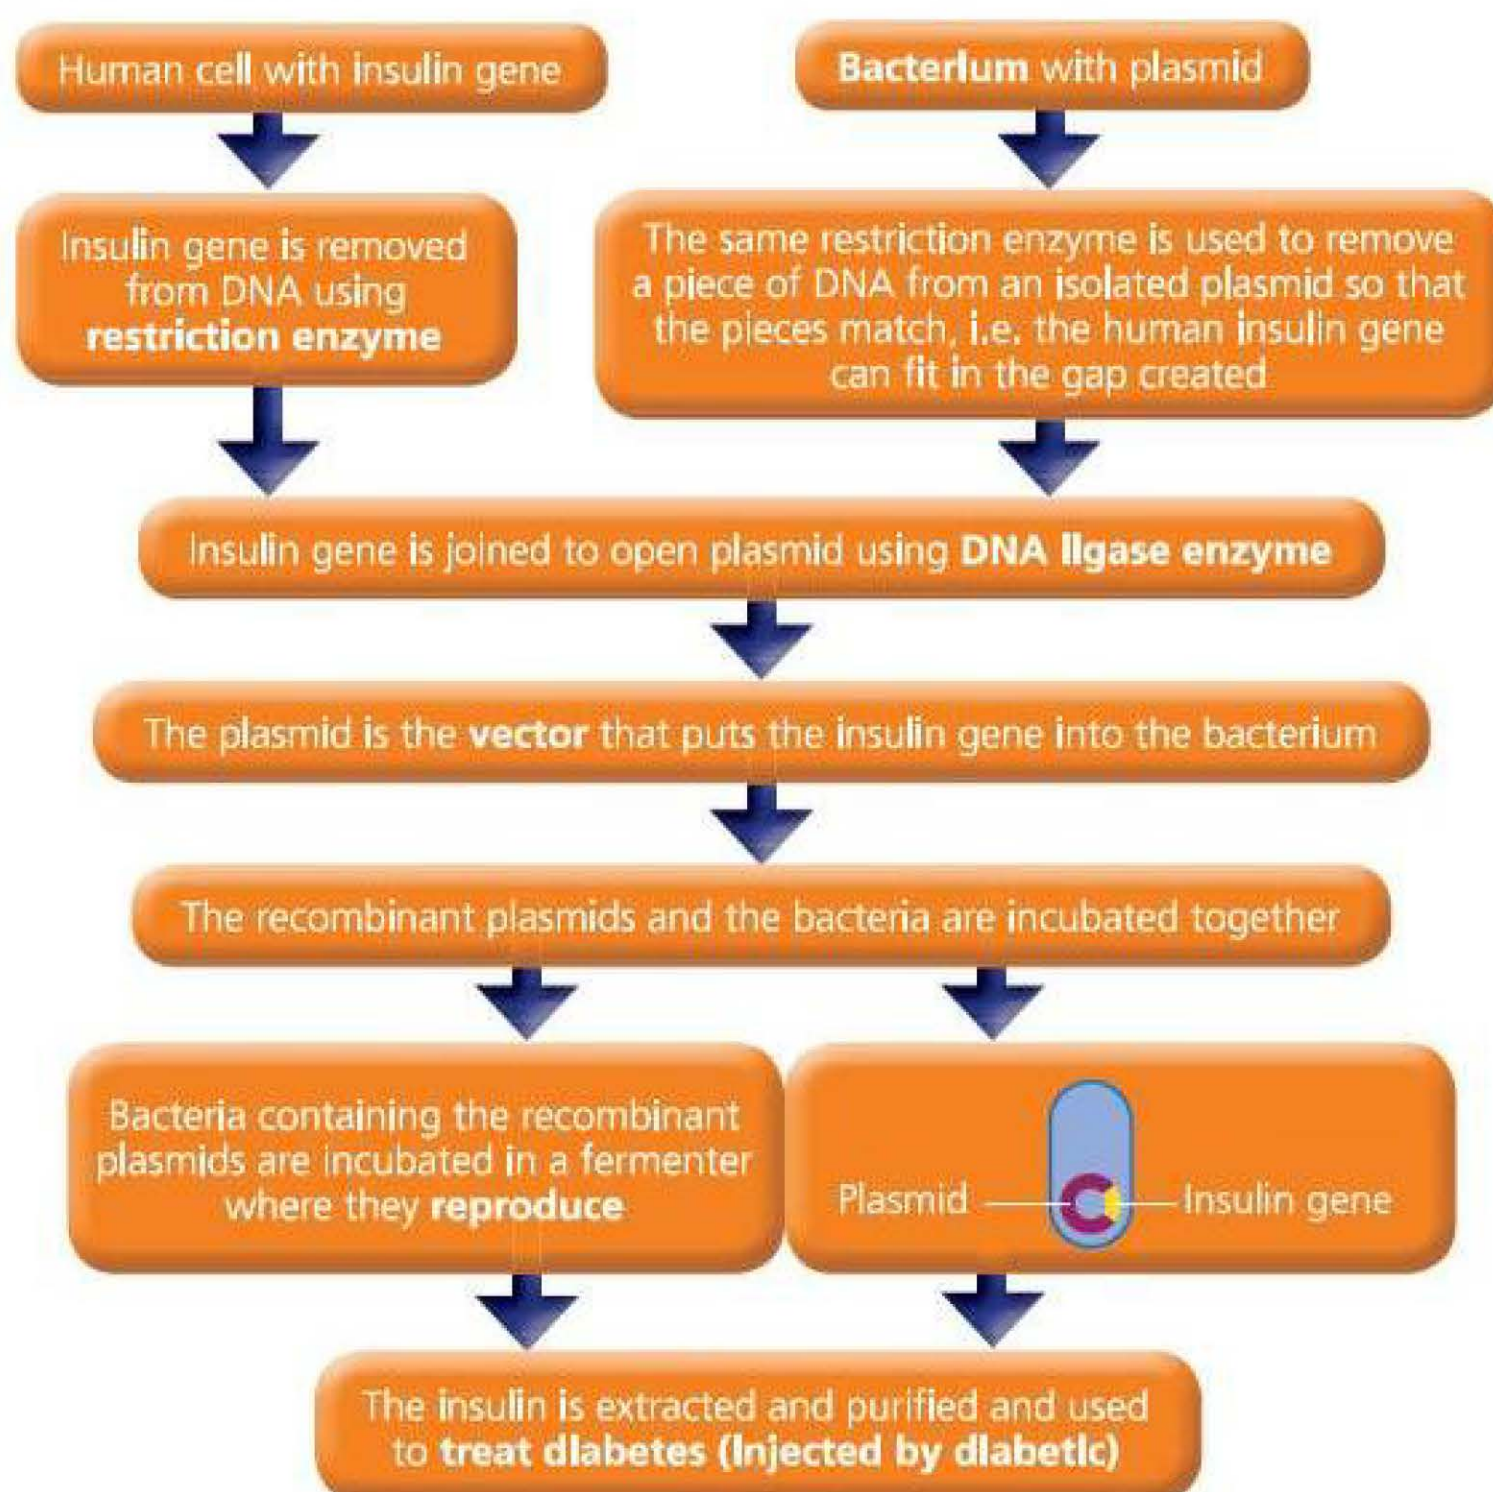 Human cell with insulin gene
Bacterium with plasmid
Insulin gene is removed
from DNA using
restriction enzyme
The same restriction enzyme is used to remove
a piece of DNA from an isolated plasmid so that
the pieces match, i.e. the human insulin gene
can fit in the gap created
Insulin gene is joined to open plasmid using DNA ligase enzyme
The plasmid is the vector that puts the insulin gene into the bacterium
The recombinant plasmids and the bacteria are incubated together
Bacteria containing the recombinant
plasmids are incubated in a fermenter
where they reproduce
Plasmid
Insulin gene
The insulin is extracted and purified and used
to treat diabetes (Injected by diabetic)